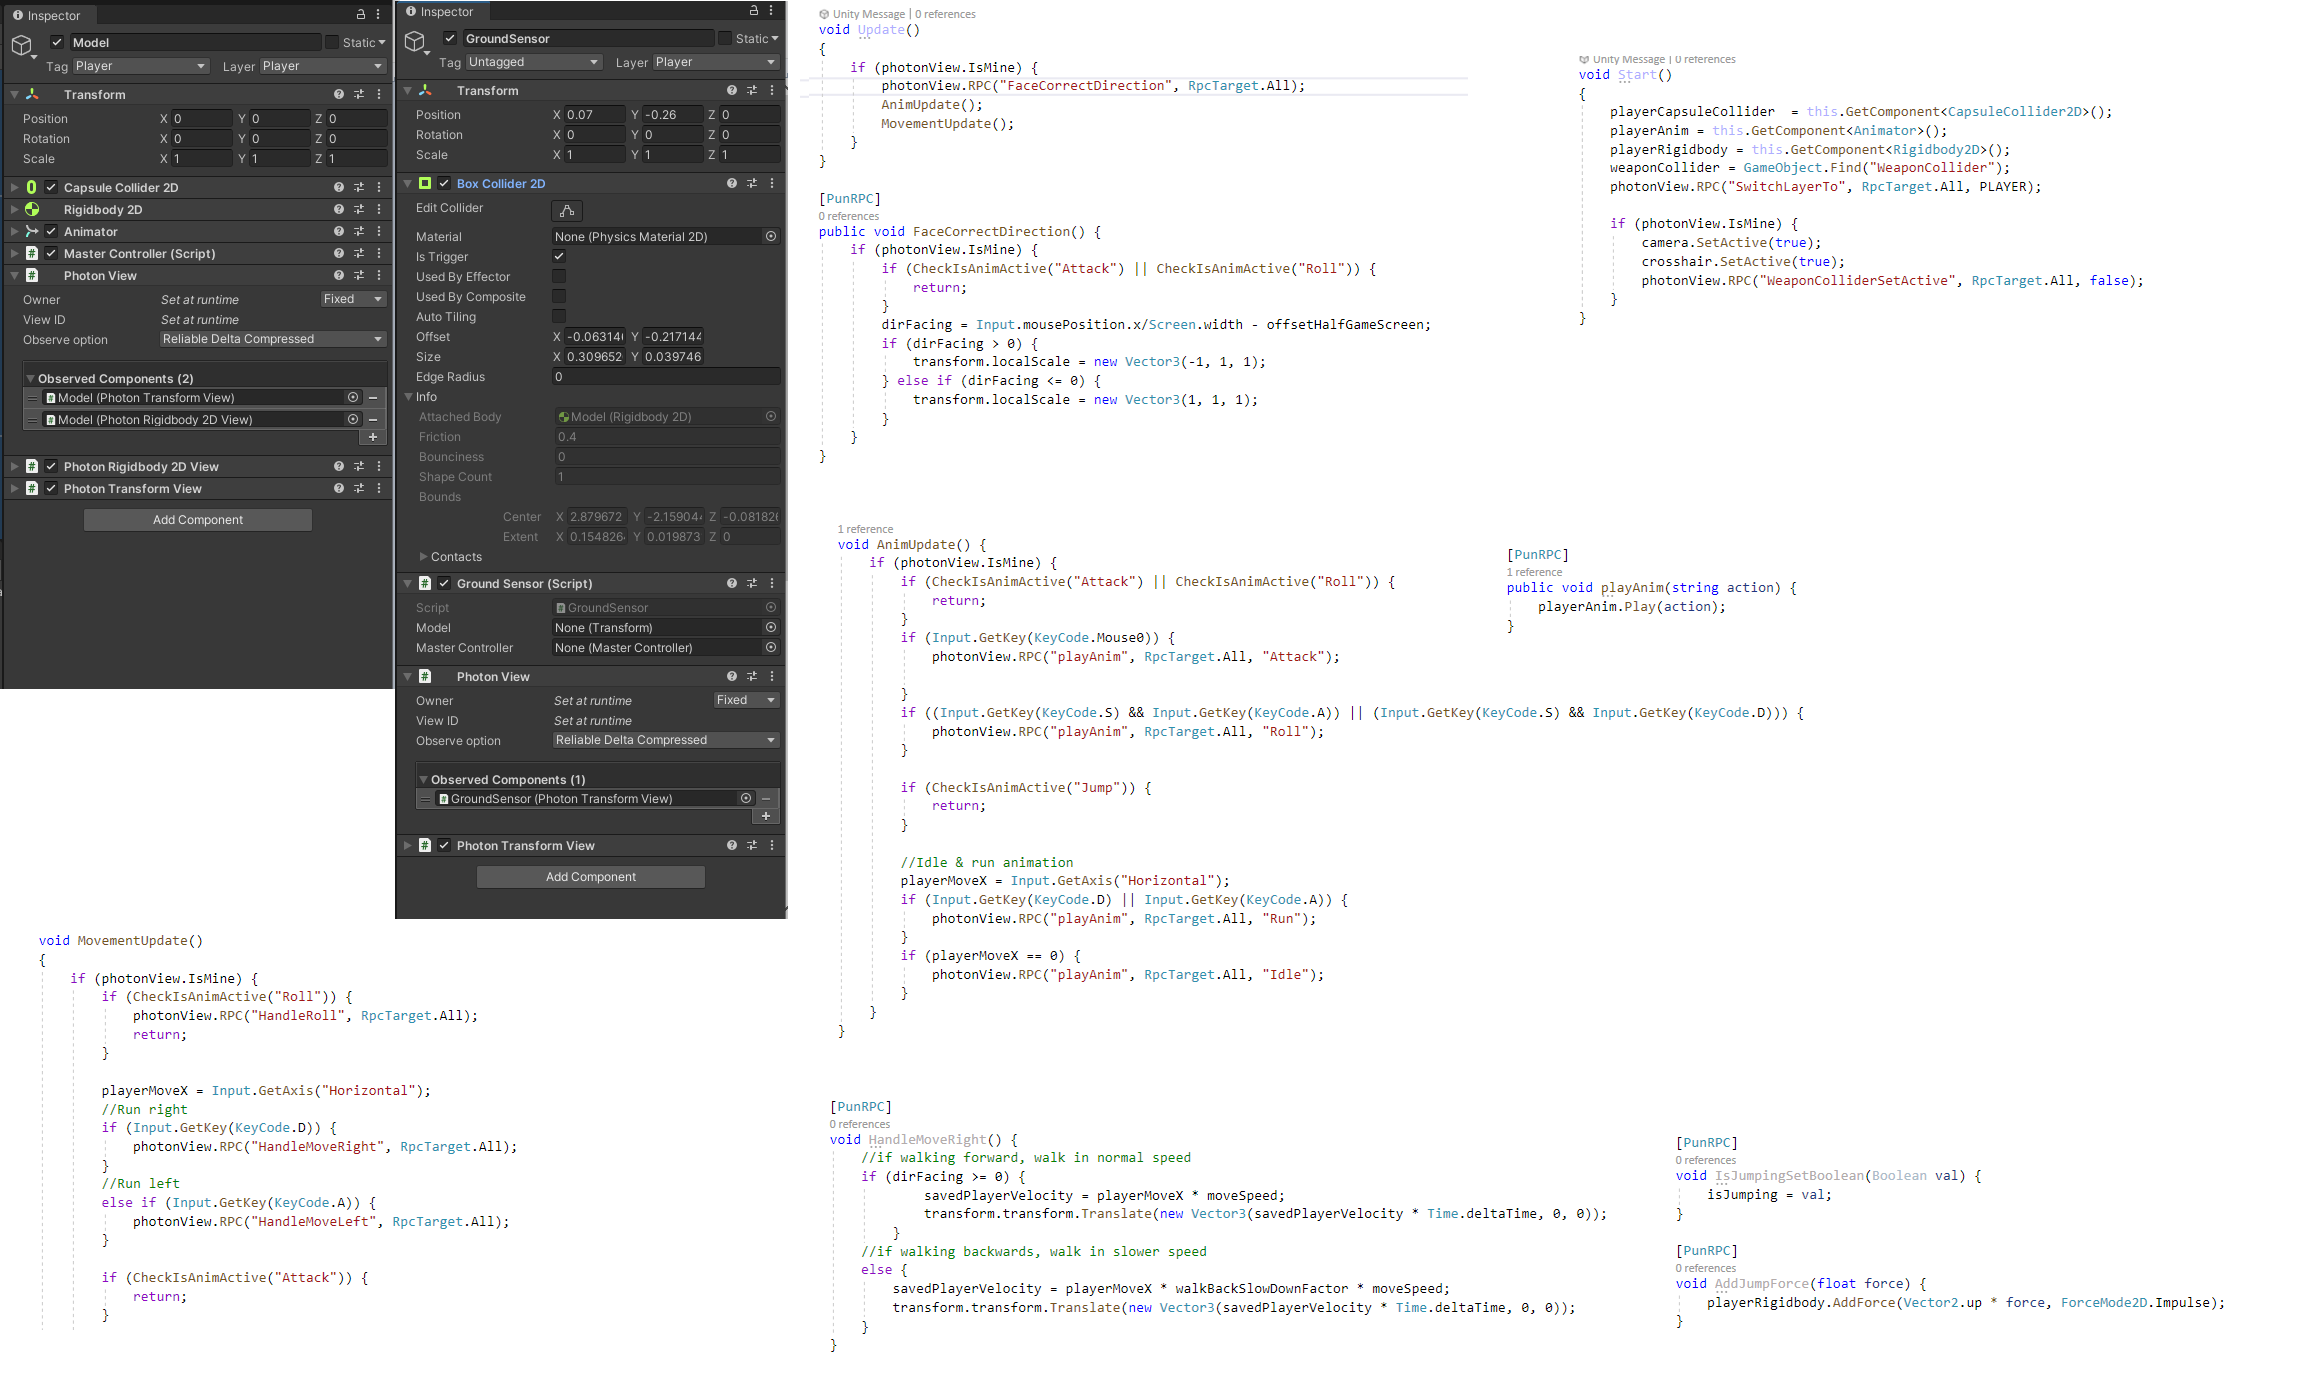 Inspector
Model
Static
Tag Player Layer Player
Transform
Position X 0 Y 0 Z 0
Rotation X 0 Y 0 Z 0
Scale X 1 Y 1 Z 1
Capsule Collider 2D
Rigidbody 2D
Animator
Master Controller (Script)
Photon View
Owner Set at runtime Fixed
View ID Set at runtime
Observe option Reliable Delta Compressed
Observed Components (2)
Model (Photon Transform View)
Model (Photon Rigidbody 2D View)
Photon Rigidbody 2D View
Photon Transform View
Add Component
Inspector
GroundSensor
Static
Tag Untagged Layer Player
Transform
Position X 0.07 Y -0.26 Z 0
Rotation X 0 Y 0 Z 0
Scale X 1 Y 1 Z 1
Box Collider 2D
Edit Collider
Material None (Physics Material 2D)
Is Trigger
Used By Effector
Used By Composite
Auto Tiling
Offset X -0.06314 Y -0.217144
Size X 0.309652 Y 0.039746
Edge Radius 0
Info
Attached Body Model (Rigidbody 2D)
Friction 0.4
Bounciness 0
Shape Count 1
Bounds
Center X 2.879672 Y -2.15904 Z -0.08182
Extent X 0.154826 Y 0.019873 Z 0
Contacts
Ground Sensor (Script)
Script GroundSensor
Model None (Transform)
Master Controller None (Master Controller)
Photon View
Owner Set at runtime Fixed
View ID Set at runtime
Observe option Reliable Delta Compressed
Observed Components (1)
GroundSensor (Photon Transform View)
Photon Transform View
Add Component
Unity Message | 0 references
void Update()
{
if (photonView.IsMine) {
photonView.RPC("FaceCorrectDirection", RpcTarget.All);
AnimUpdate();
MovementUpdate();
}
}
[PunRPC]
0 references
public void FaceCorrectDirection() {
if (photonView.IsMine) {
if (CheckIsAnimActive("Attack") || CheckIsAnimActive("Roll")) {
return;
}
dirFacing = Input.mousePosition.x/Screen.width - offsetHalfGameScreen;
if (dirFacing > 0) {
transform.localScale = new Vector3(-1, 1, 1);
} else if (dirFacing <= 0) {
transform.localScale = new Vector3(1, 1, 1);
}
}
}
Unity Message | 0 references
void Start()
{
playerCapsuleCollider  = this.GetComponent<CapsuleCollider2D>();
playerAnim = this.GetComponent<Animator>();
playerRigidbody = this.GetComponent<Rigidbody2D>();
weaponCollider = GameObject.Find("WeaponCollider");
photonView.RPC("SwitchLayerTo", RpcTarget.All, PLAYER);
if (photonView.IsMine) {
camera.SetActive(true);
crosshair.SetActive(true);
photonView.RPC("WeaponColliderSetActive", RpcTarget.All, false);
}
}
1 reference
void AnimUpdate() {
if (photonView.IsMine) {
if (CheckIsAnimActive("Attack") || CheckIsAnimActive("Roll")) {
return;
}
if (Input.GetKey(KeyCode.Mouse0)) {
photonView.RPC("playAnim", RpcTarget.All, "Attack");
}
if ((Input.GetKey(KeyCode.S) && Input.GetKey(KeyCode.A)) || (Input.GetKey(KeyCode.S) && Input.GetKey(KeyCode.D))) {
photonView.RPC("playAnim", RpcTarget.All, "Roll");
}
if (CheckIsAnimActive("Jump")) {
return;
}
//Idle & run animation
playerMoveX = Input.GetAxis("Horizontal");
if (Input.GetKey(KeyCode.D) || Input.GetKey(KeyCode.A)) {
photonView.RPC("playAnim", RpcTarget.All, "Run");
}
if (playerMoveX == 0) {
photonView.RPC("playAnim", RpcTarget.All, "Idle");
}
}
}
[PunRPC]
1 reference
public void playAnim(string action) {
playerAnim.Play(action);
}
void MovementUpdate()
{
if (photonView.IsMine) {
if (CheckIsAnimActive("Roll")) {
photonView.RPC("HandleRoll", RpcTarget.All);
return;
}
playerMoveX = Input.GetAxis("Horizontal");
//Run right
if (Input.GetKey(KeyCode.D)) {
photonView.RPC("HandleMoveRight", RpcTarget.All);
}
//Run left
else if (Input.GetKey(KeyCode.A)) {
photonView.RPC("HandleMoveLeft", RpcTarget.All);
}
if (CheckIsAnimActive("Attack")) {
return;
}
[PunRPC]
0 references
void HandleMoveRight() {
//if walking forward, walk in normal speed
if (dirFacing >= 0) {
savedPlayerVelocity = playerMoveX * moveSpeed;
transform.transform.Translate(new Vector3(savedPlayerVelocity * Time.deltaTime, 0, 0));
}
//if walking backwards, walk in slower speed
else {
savedPlayerVelocity = playerMoveX * walkBackSlowDownFactor * moveSpeed;
transform.transform.Translate(new Vector3(savedPlayerVelocity * Time.deltaTime, 0, 0));
}
}
[PunRPC]
0 references
void IsJumpingSetBoolean(Boolean val) {
isJumping = val;
}
[PunRPC]
0 references
void AddJumpForce(float force) {
playerRigidbody.AddForce(Vector2.up * force, ForceMode2D.Impulse);
}